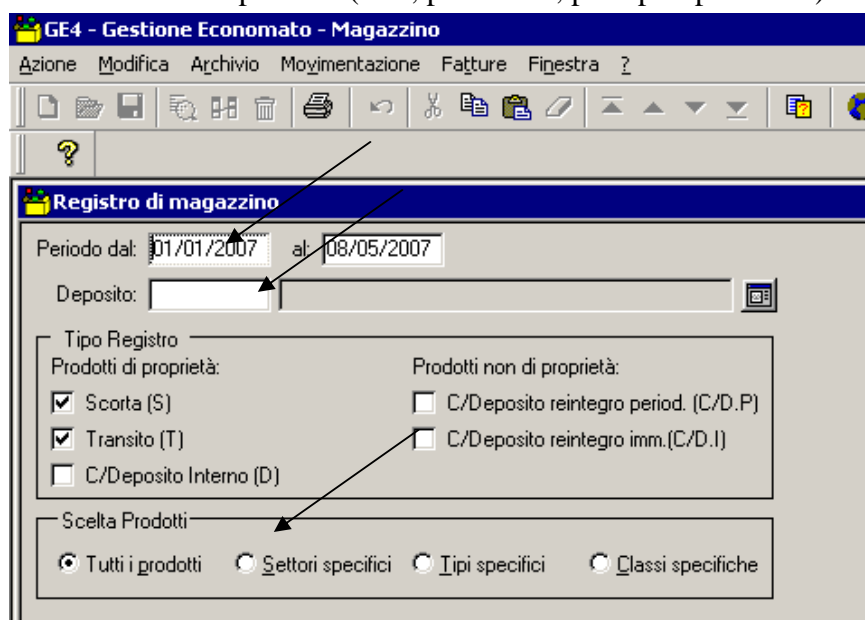 GE4 - Gestione Economato - Magazzino
Azione Modifica Archivio Movimentazione Fatture Finestra ?
Registro di magazzino
Periodo dal: 01/01/2007 al: 08/05/2007
Deposito:
Tipo Registro
Prodotti di proprietà: Prodotti non di proprietà:
Scorta (S) C/Deposito reintegro period. (C/D.P)
Transito (T) C/Deposito reintegro imm.(C/D.I)
C/Deposito Interno (D)
Scelta Prodotti
Tutti i prodotti Settori specifici Tipi specifici Classi specifiche